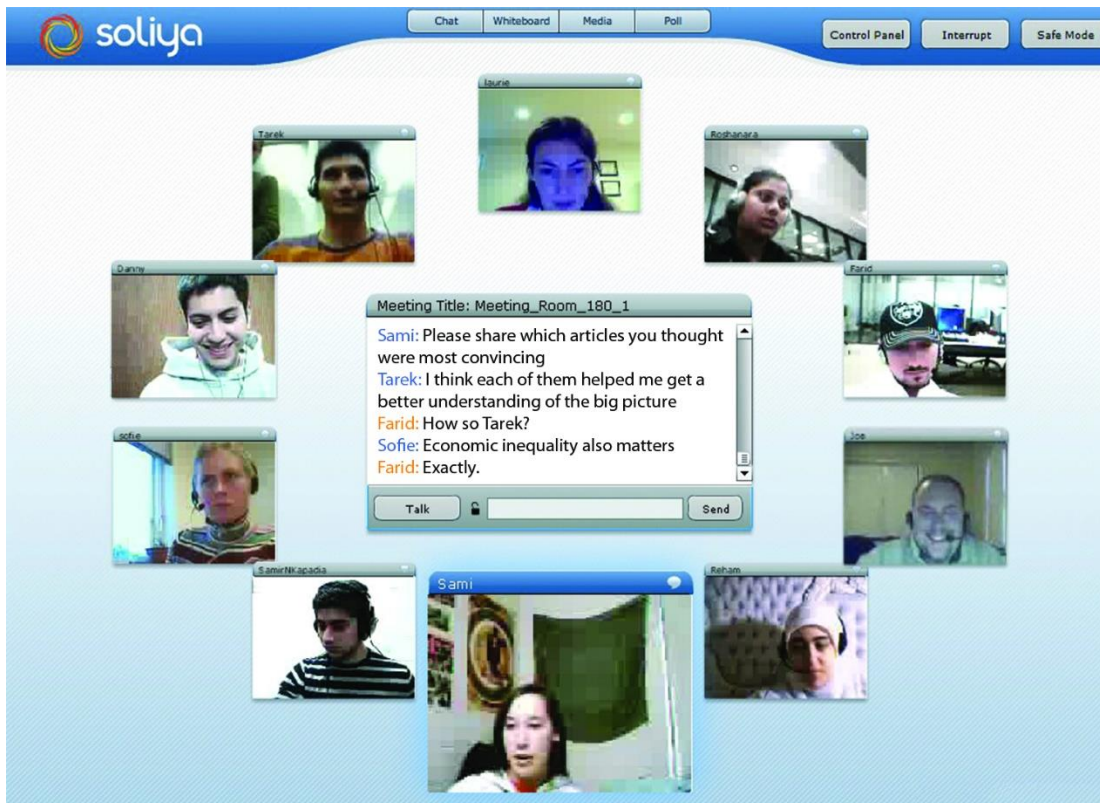 soliya
Chat Whiteboard Media Poll
Control Panel Interrupt Safe Mode
laurie
Tarek
Roshanara
Danny
Farid
Meeting Title: Meeting_Room_180_1
Sami: Please share which articles you thought
were most convincing
Tarek: I think each of them helped me get a
better understanding of the big picture
Farid: How so Tarek?
Sofie: Economic inequality also matters
Farid: Exactly.
Talk Send
sofie
Joe
SamirNKapadia
Sami
Reham